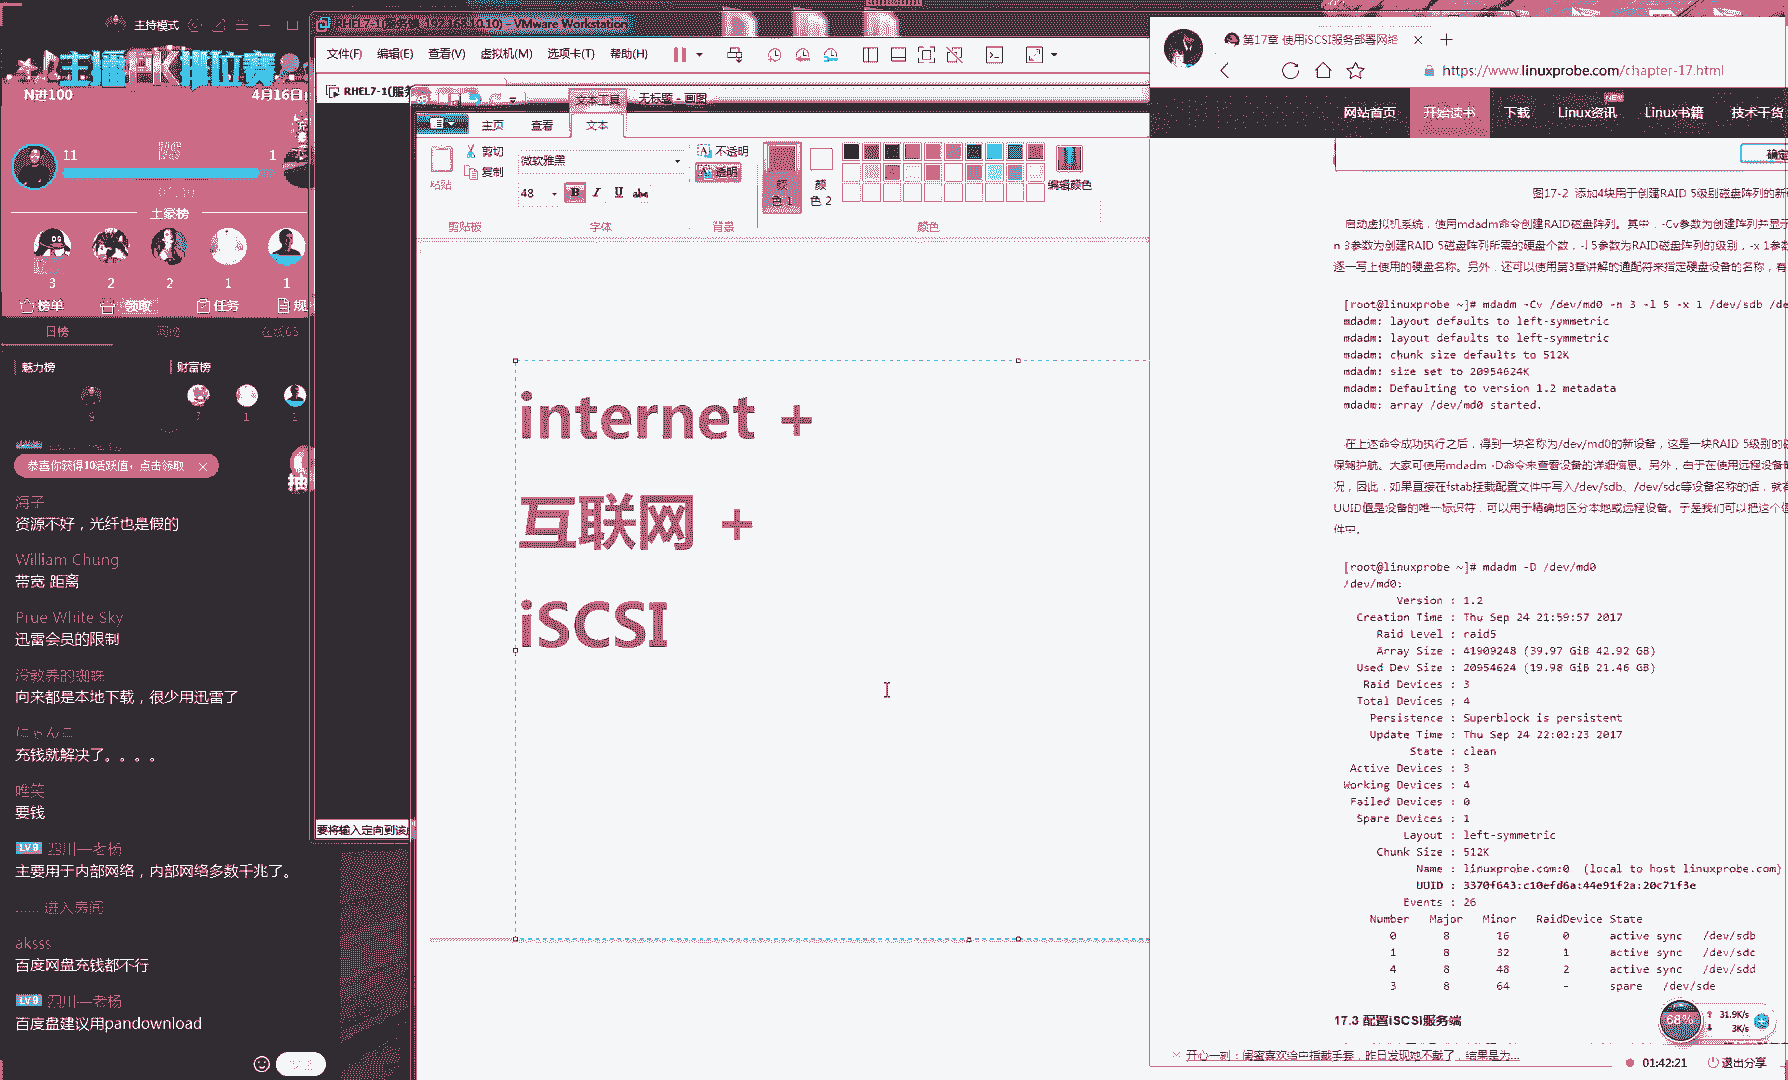 主持模式
主播PK排位赛
N进100
4月16日
11
1
土豪榜
3
2
2
1
1
榜单
领取
任务
规
日榜
周榜
魅力榜
财富榜
9
7
1
恭喜你获得10活跃值，点击领取
抽
海子
资源不好，光纤也是假的
William Chung
带宽 距离
Prue White Sky
迅雷会员的限制
没教养的蜘蛛
向来都是本地下载，很少用迅雷了
にゃんこ
充钱就解决了。。。。
唯笑
要钱
LV9 四川—老杨
主要用于内部网络，内部网络多数千兆了。
...... 进入房间
aksss
百度网盘充钱都不行
LV9 四川—老杨
百度盘建议用pandownload
VMware Workstation
文件(F)
编辑(E)
查看(V)
虚拟机(M)
选项卡(T)
帮助(H)
RHEL7-1(服务
要将输入定向到该
文本工具
无标题 - 画图
主页
查看
文本
粘贴
剪切
复制
剪贴板
微软雅黑
48
B I U abc
字体
不透明
透明
背景
颜色 1
颜色 2
编辑颜色
颜色
internet +
互联网 +
iSCSI
第17章 使用iSCSI服务部署网络
https://www.linuxprobe.com/chapter-17.html
网站首页
开始读书
下载
Linux资讯
NEW
Linux书籍
技术干货
确定
图17-2 添加4块用于创建RAID 5级别磁盘阵列的新
启动虚拟机系统，使用mdadm命令创建RAID磁盘阵列。其中，-Cv参数为创建阵列并显示
n 3参数为创建RAID 5磁盘阵列所需的硬盘个数，-l 5参数为RAID磁盘阵列的级别，-x 1参数
逐一写上使用的硬盘名称。另外，还可以使用第3章讲解的通配符来指定硬盘设备的名称，有
[root@linuxprobe ~]# mdadm -Cv /dev/md0 -n 3 -l 5 -x 1 /dev/sdb /de
mdadm: layout defaults to left-symmetric
mdadm: layout defaults to left-symmetric
mdadm: chunk size defaults to 512K
mdadm: size set to 20954624K
mdadm: Defaulting to version 1.2 metadata
mdadm: array /dev/md0 started.
在上述命令成功执行之后，得到一块名称为/dev/md0的新设备，这是一块RAID 5级别的
保驾护航。大家可使用mdadm -D命令来查看设备的详细信息。另外，由于在使用远程设备
况，因此，如果直接在fstab挂载配置文件中写入/dev/sdb、/dev/sdc等设备名称的话，就有
UUID值是设备的唯一标识符，可以用于精确地区分本地或远程设备。于是我们可以把这个
件中。
[root@linuxprobe ~]# mdadm -D /dev/md0
/dev/md0:
Version : 1.2
Creation Time : Thu Sep 24 21:59:57 2017
Raid Level : raid5
Array Size : 41909248 (39.97 GiB 42.92 GB)
Used Dev Size : 20954624 (19.98 GiB 21.46 GB)
Raid Devices : 3
Total Devices : 4
Persistence : Superblock is persistent
Update Time : Thu Sep 24 22:02:23 2017
State : clean
Active Devices : 3
Working Devices : 4
Failed Devices : 0
Spare Devices : 1
Layout : left-symmetric
Chunk Size : 512K
Name : linuxprobe.com:0 (local to host linuxprobe.com)
UUID : 3370f643:c10efd6a:44e91f2a:20c71f3e
Events : 26
Number Major Minor RaidDevice State
0 8 16 0 active sync /dev/sdb
1 8 32 1 active sync /dev/sdc
4 8 48 2 active sync /dev/sdd
3 8 64 - spare /dev/sde
17.3 配置iSCSI服务端
68%
31.9K/s
3K/s
开心一刻：闺蜜喜欢给中指戴手套，昨日发现她不戴了，结果是为...
01:42:21
退出分享